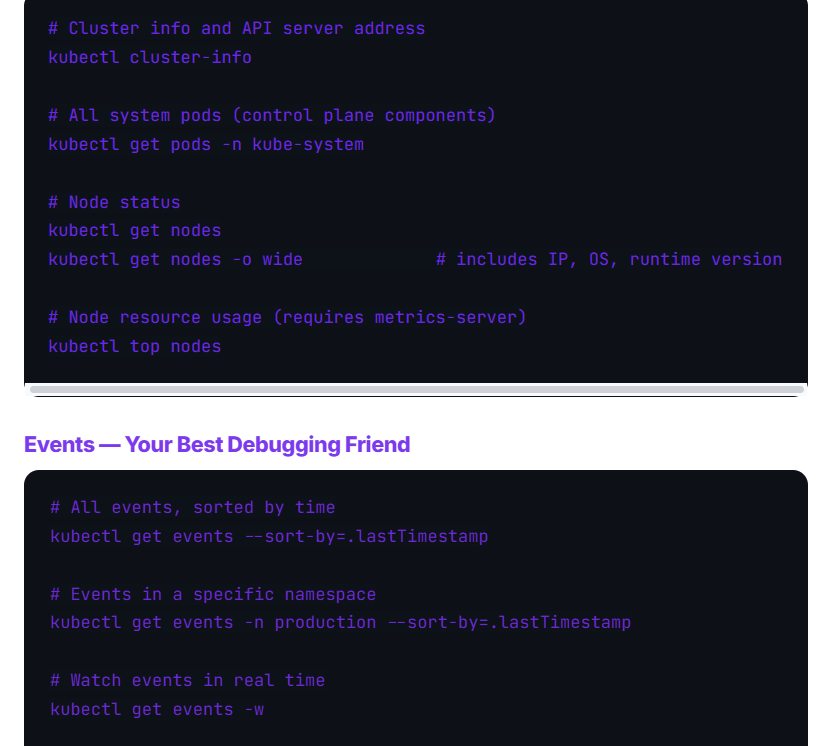 # Cluster info and API server address
kubectl cluster-info
# All system pods (control plane components)
kubectl get pods -n kube-system
# Node status
kubectl get nodes
kubectl get nodes -o wide             # includes IP, OS, runtime version
# Node resource usage (requires metrics-server)
kubectl top nodes
Events — Your Best Debugging Friend
# All events, sorted by time
kubectl get events --sort-by=.lastTimestamp
# Events in a specific namespace
kubectl get events -n production --sort-by=.lastTimestamp
# Watch events in real time
kubectl get events -w